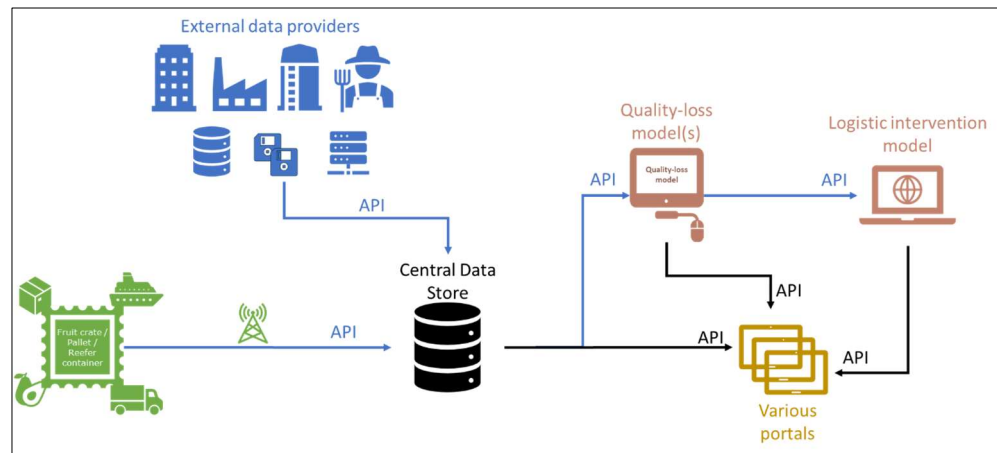 External data providers
API
Quality-loss
model(s)
Quality-loss
model
Logistic intervention
model
API
API
Central Data
Store
Fruit crate /
Pallet /
Reefer
container
API
API
API
API
Various
portals